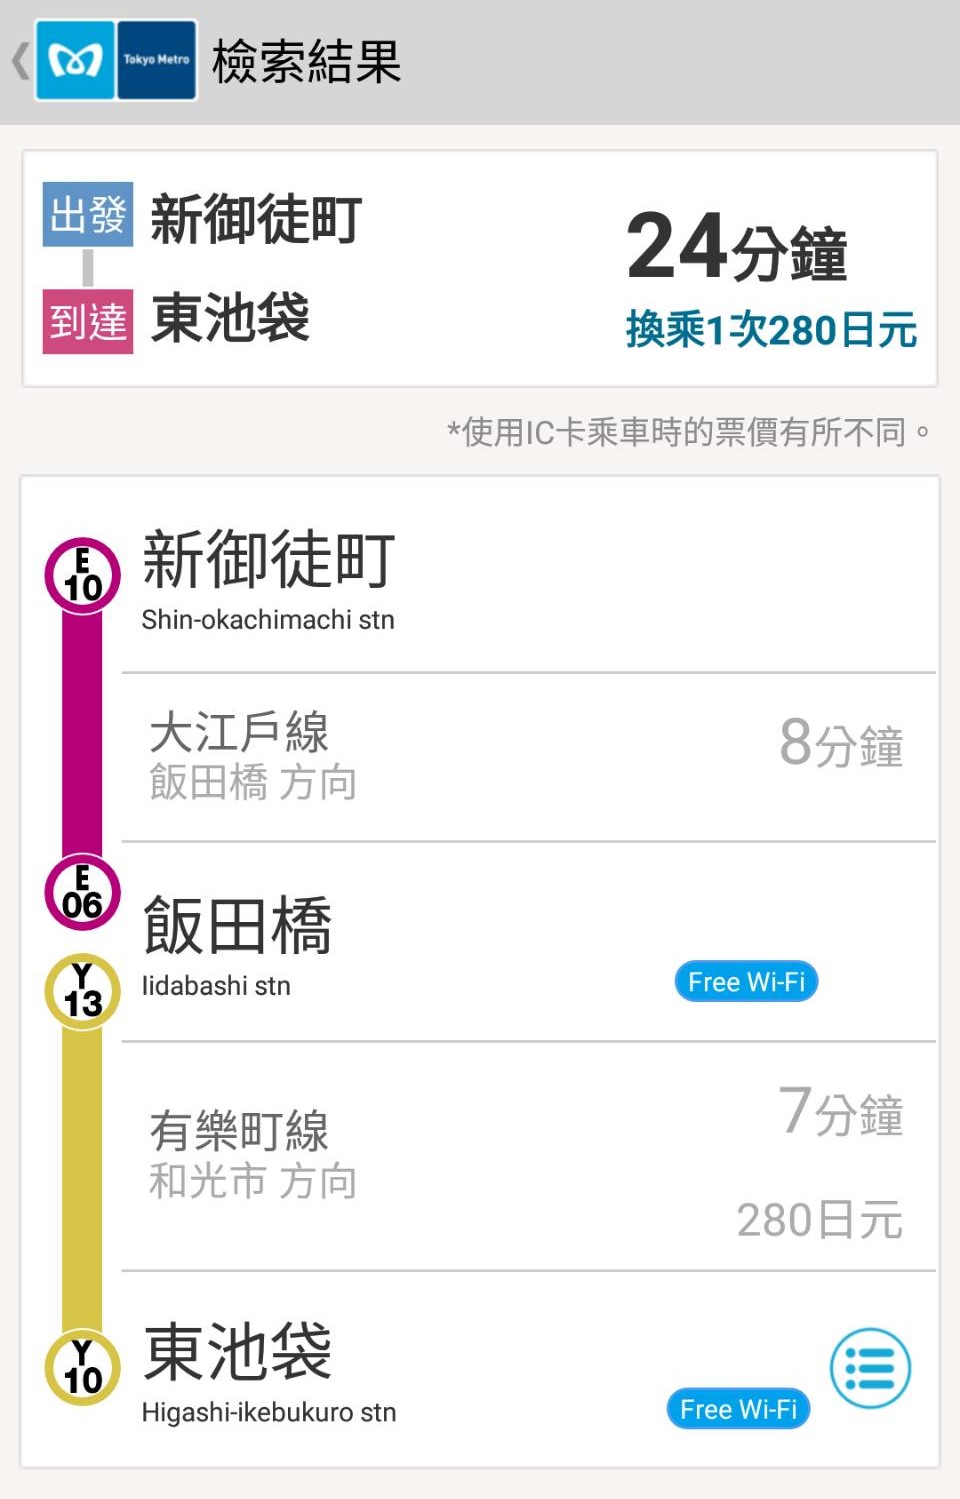 Tokyo Metro 檢索結果
出發 新御徒町
到達 東池袋
24分鐘
換乘1次280日元
*使用IC卡乘車時的票價有所不同。
E
10
新御徒町
Shin-okachimachi stn
大江戶線
飯田橋 方向
8分鐘
E
06
飯田橋
Y
13
Iidabashi stn
Free Wi-Fi
有樂町線
和光市 方向
7分鐘
280日元
Y
10
東池袋
Higashi-ikebukuro stn
Free Wi-Fi